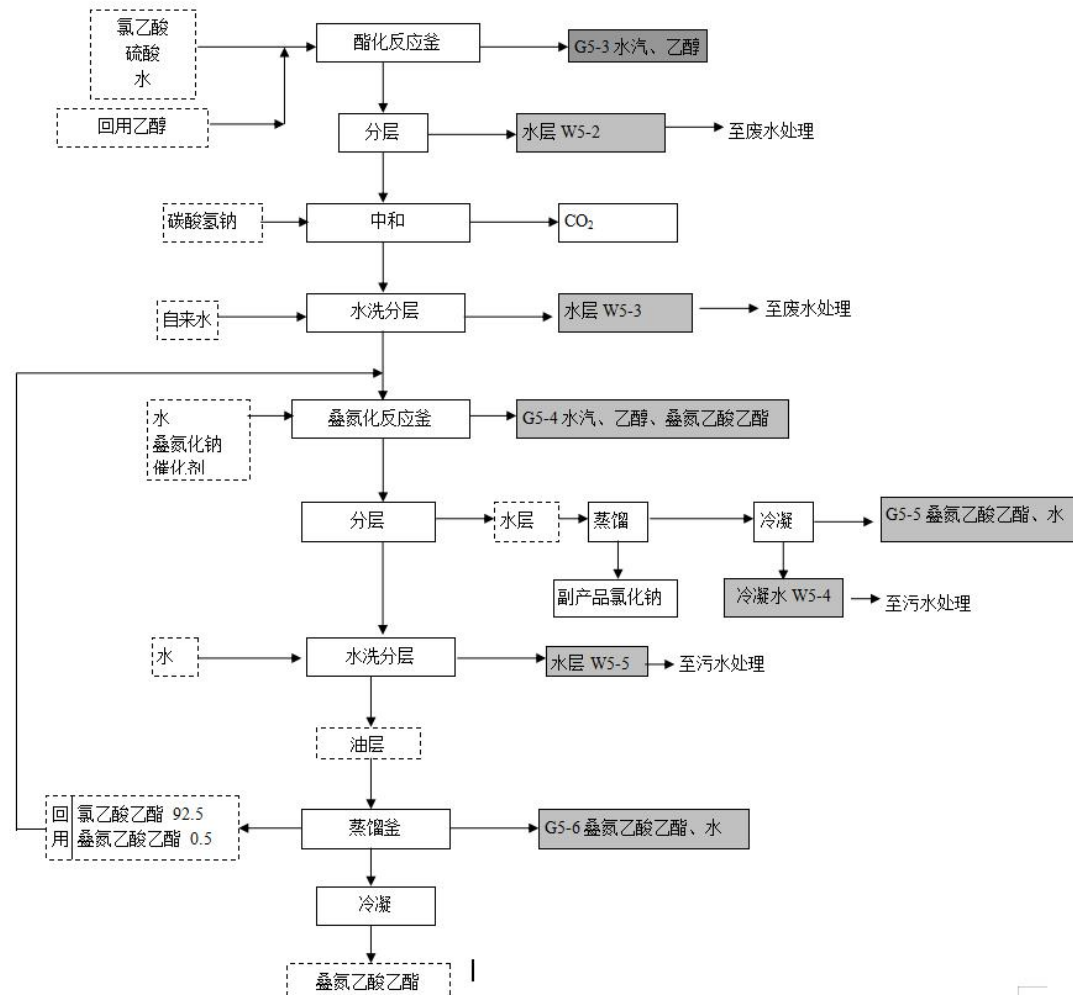 氯乙酸
硫酸
水
酯化反应釜
G5-3 水汽、乙醇
回用乙醇
分层
水层 W5-2
至废水处理
碳酸氢钠
中和
CO₂
自来水
水洗分层
水层 W5-3
至废水处理
水
叠氮化钠
催化剂
叠氮化反应釜
G5-4 水汽、乙醇、叠氮乙酸乙酯
分层
水层
蒸馏
冷凝
G5-5 叠氮乙酸乙酯、水
副产品氯化钠
冷凝水 W5-4
至污水处理
水
水洗分层
水层 W5-5
至污水处理
油层
回用
氯乙酸乙酯 92.5
叠氮乙酸乙酯 0.5
蒸馏釜
G5-6 叠氮乙酸乙酯、水
冷凝
叠氮乙酸乙酯